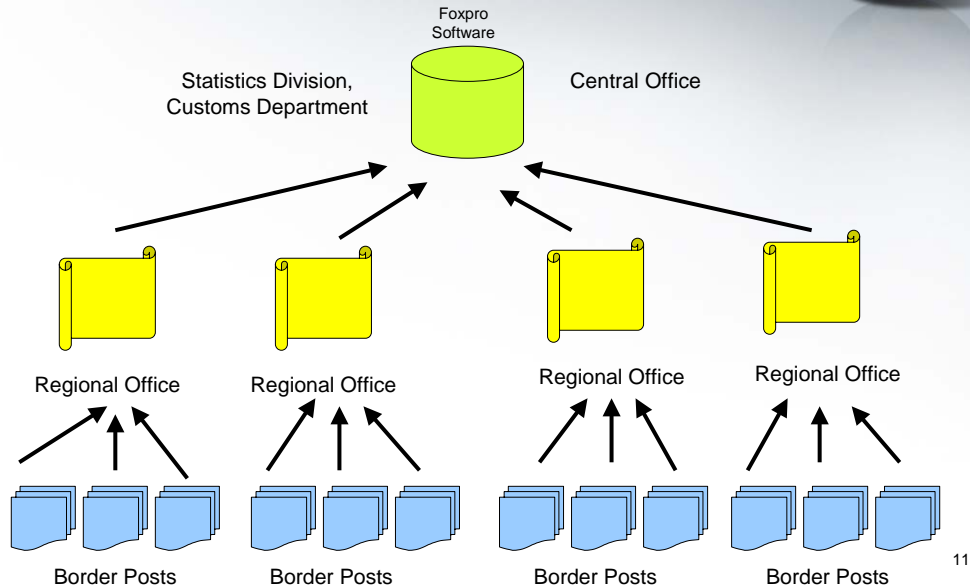 Foxpro
Software
Statistics Division,
Customs Department
Central Office
Regional Office
Regional Office
Regional Office
Regional Office
Border Posts
Border Posts
Border Posts
Border Posts
11